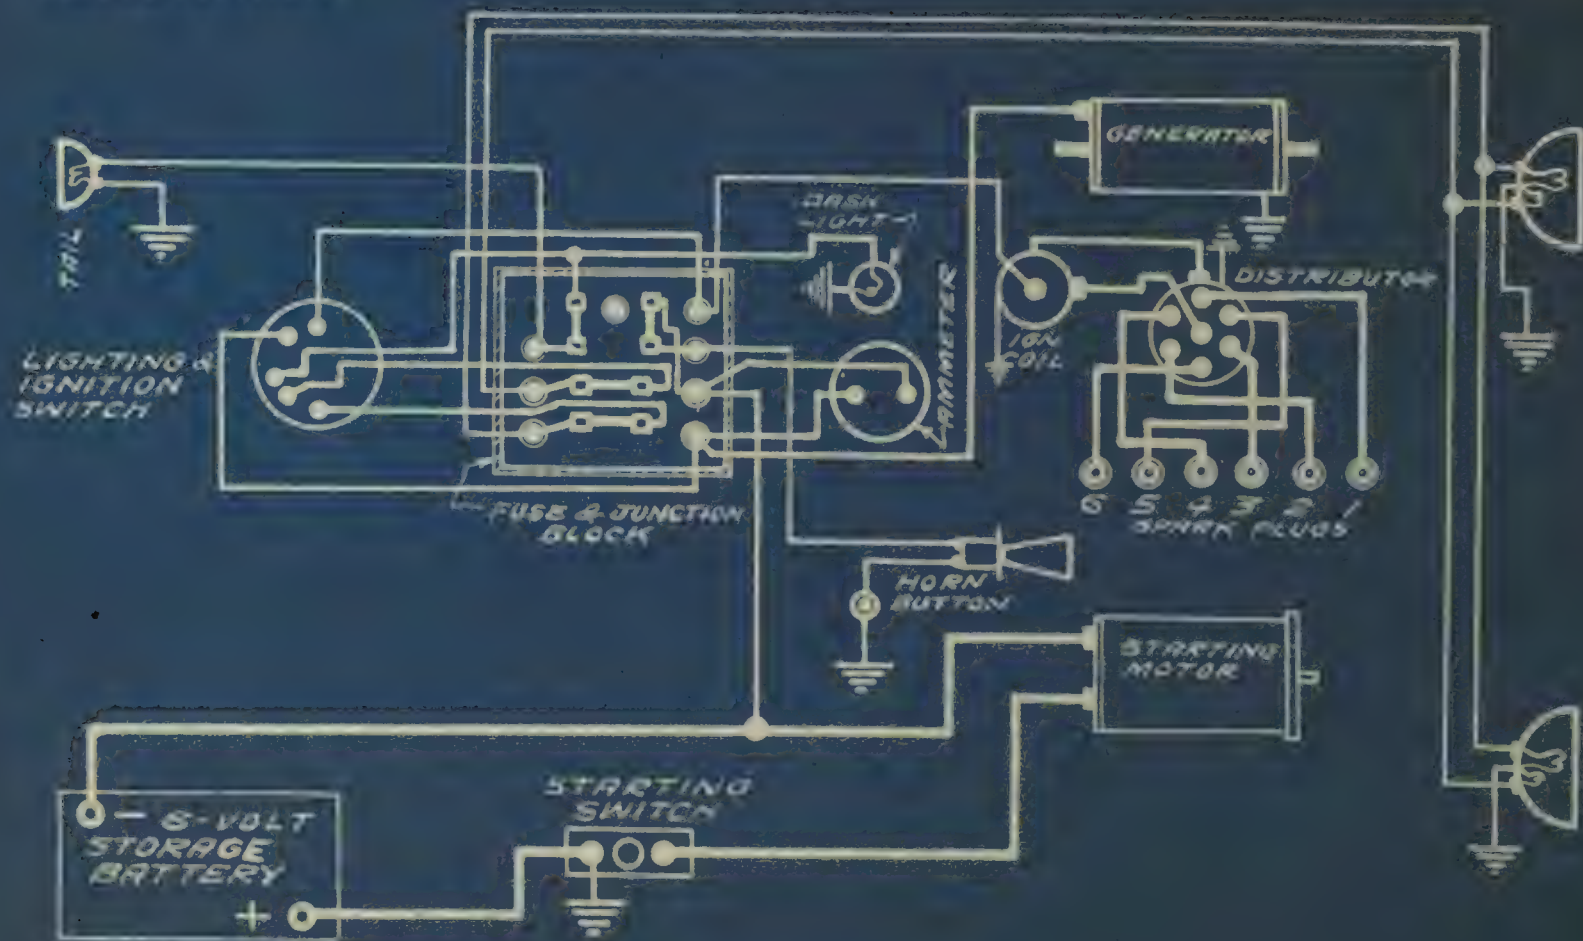 GENERATOR
DASH
LIGHT
TAIL
DISTRIBUTOR
AMMETER
IGN
COIL
LIGHTING &
IGNITION
SWITCH
6 5 4 3 2 1
SPARK PLUGS
FUSE & JUNCTION
BLOCK
HORN
BUTTON
STARTING
MOTOR
STARTING
SWITCH
- 6-VOLT
STORAGE
BATTERY
+